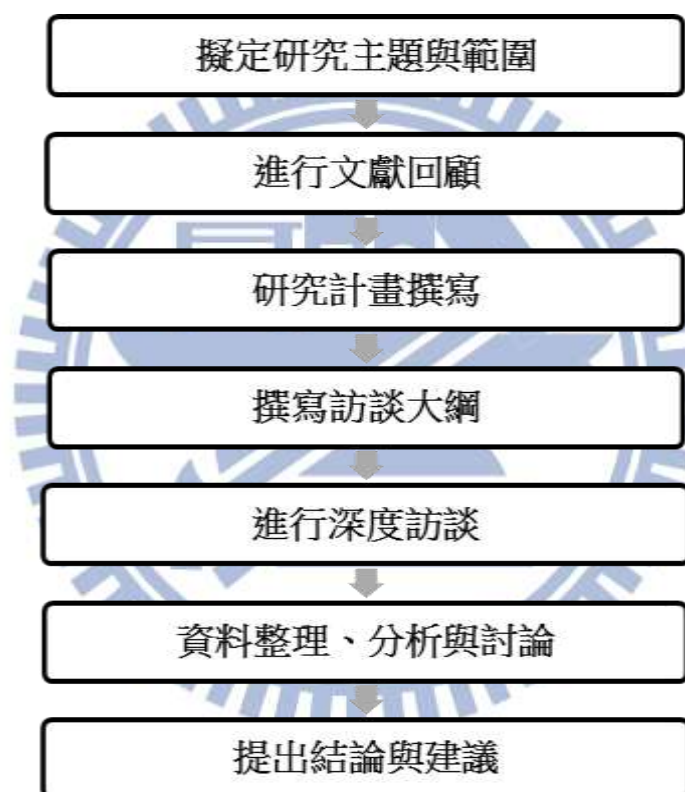 擬定研究主題與範圍
進行文獻回顧
研究計畫撰寫
撰寫訪談大綱
進行深度訪談
資料整理、分析與討論
提出結論與建議